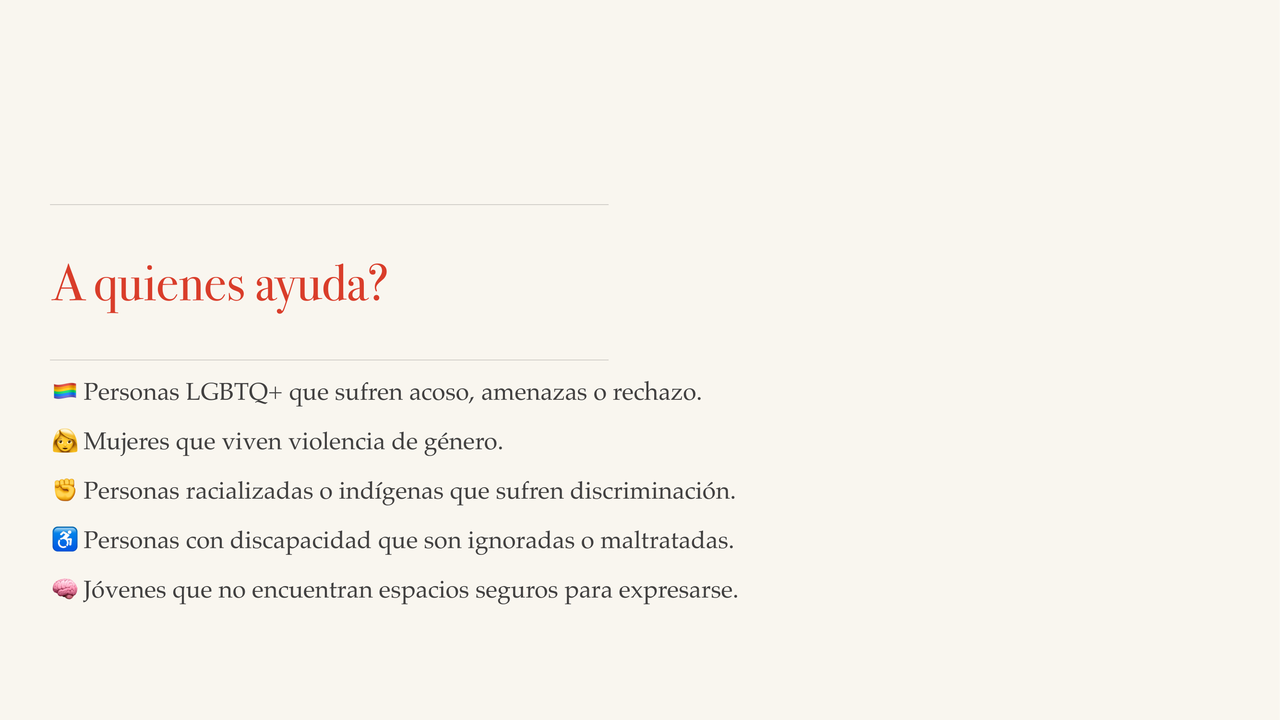 A quienes ayuda?
🏳️‍🌈 Personas LGBTQ+ que sufren acoso, amenazas o rechazo.
👩 Mujeres que viven violencia de género.
✊ Personas racializadas o indígenas que sufren discriminación.
♿ Personas con discapacidad que son ignoradas o maltratadas.
🧠 Jóvenes que no encuentran espacios seguros para expresarse.